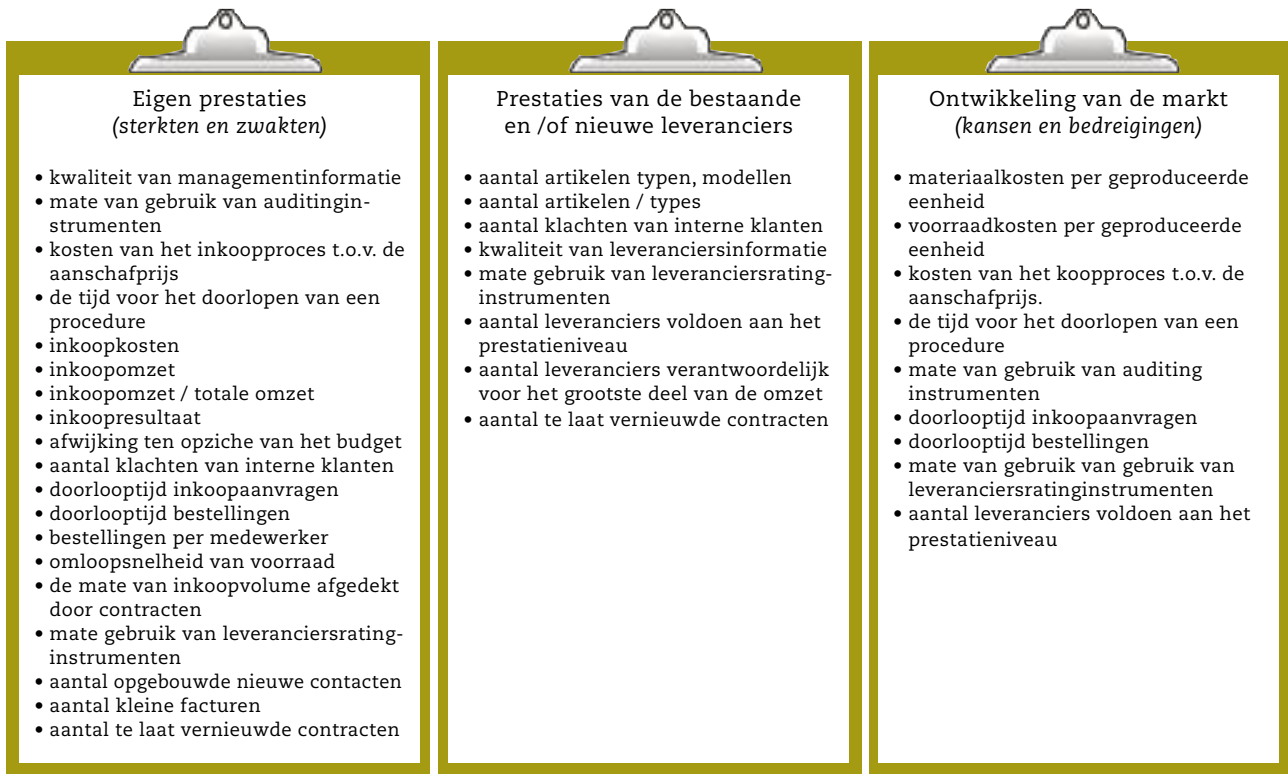 Eigen prestaties
(sterkten en zwakten)
• kwaliteit van managementinformatie
• mate van gebruik van auditingin-
strumenten
• kosten van het inkoopproces t.o.v. de
aanschafprijs
• de tijd voor het doorlopen van een
procedure
• inkoopkosten
• inkoopomzet
• inkoopomzet / totale omzet
• inkoopresultaat
• afwijking ten opziche van het budget
• aantal klachten van interne klanten
• doorlooptijd inkoopaanvragen
• doorlooptijd bestellingen
• bestellingen per medewerker
• omloopsnelheid van voorraad
• de mate van inkoopvolume afgedekt
door contracten
• mate gebruik van leveranciersrating-
instrumenten
• aantal opgebouwde nieuwe contacten
• aantal kleine facturen
• aantal te laat vernieuwde contracten
Prestaties van de bestaande
en /of nieuwe leveranciers
• aantal artikelen typen, modellen
• aantal artikelen / types
• aantal klachten van interne klanten
• kwaliteit van leveranciersinformatie
• mate gebruik van leveranciersrating-
instrumenten
• aantal leveranciers voldoen aan het
prestatieniveau
• aantal leveranciers verantwoordelijk
voor het grootste deel van de omzet
• aantal te laat vernieuwde contracten
Ontwikkeling van de markt
(kansen en bedreigingen)
• materiaalkosten per geproduceerde
eenheid
• voorraadkosten per geproduceerde
eenheid
• kosten van het koopproces t.o.v. de
aanschafprijs.
• de tijd voor het doorlopen van een
procedure
• mate van gebruik van auditing
instrumenten
• doorlooptijd inkoopaanvragen
• doorlooptijd bestellingen
• mate van gebruik van gebruik van
leveranciersratinginstrumenten
• aantal leveranciers voldoen aan het
prestatieniveau